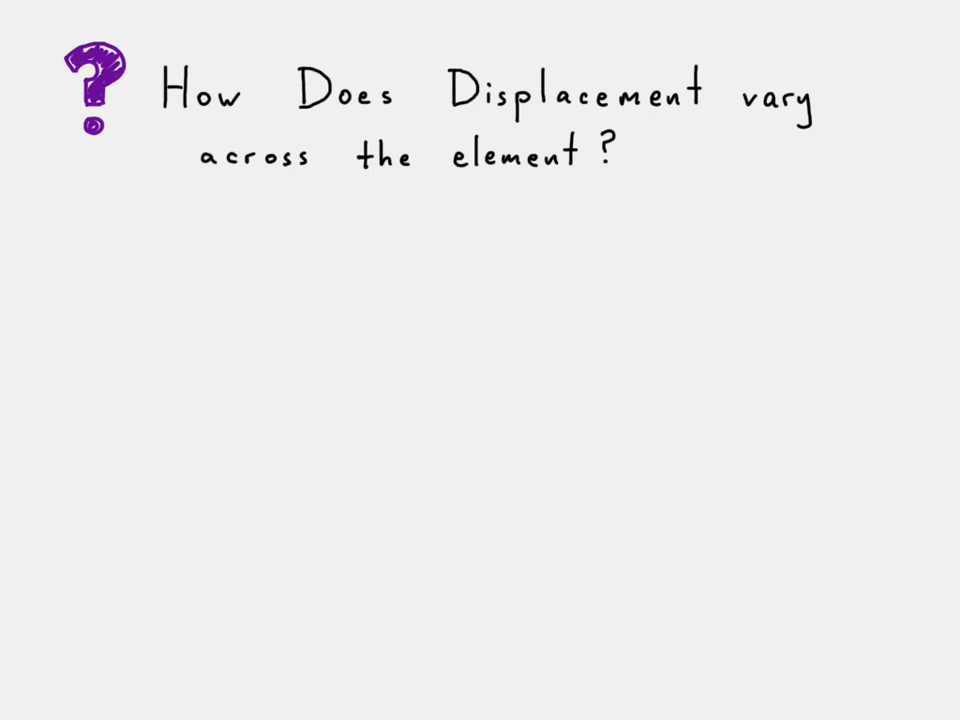 ? How Does Displacement vary
across the element?